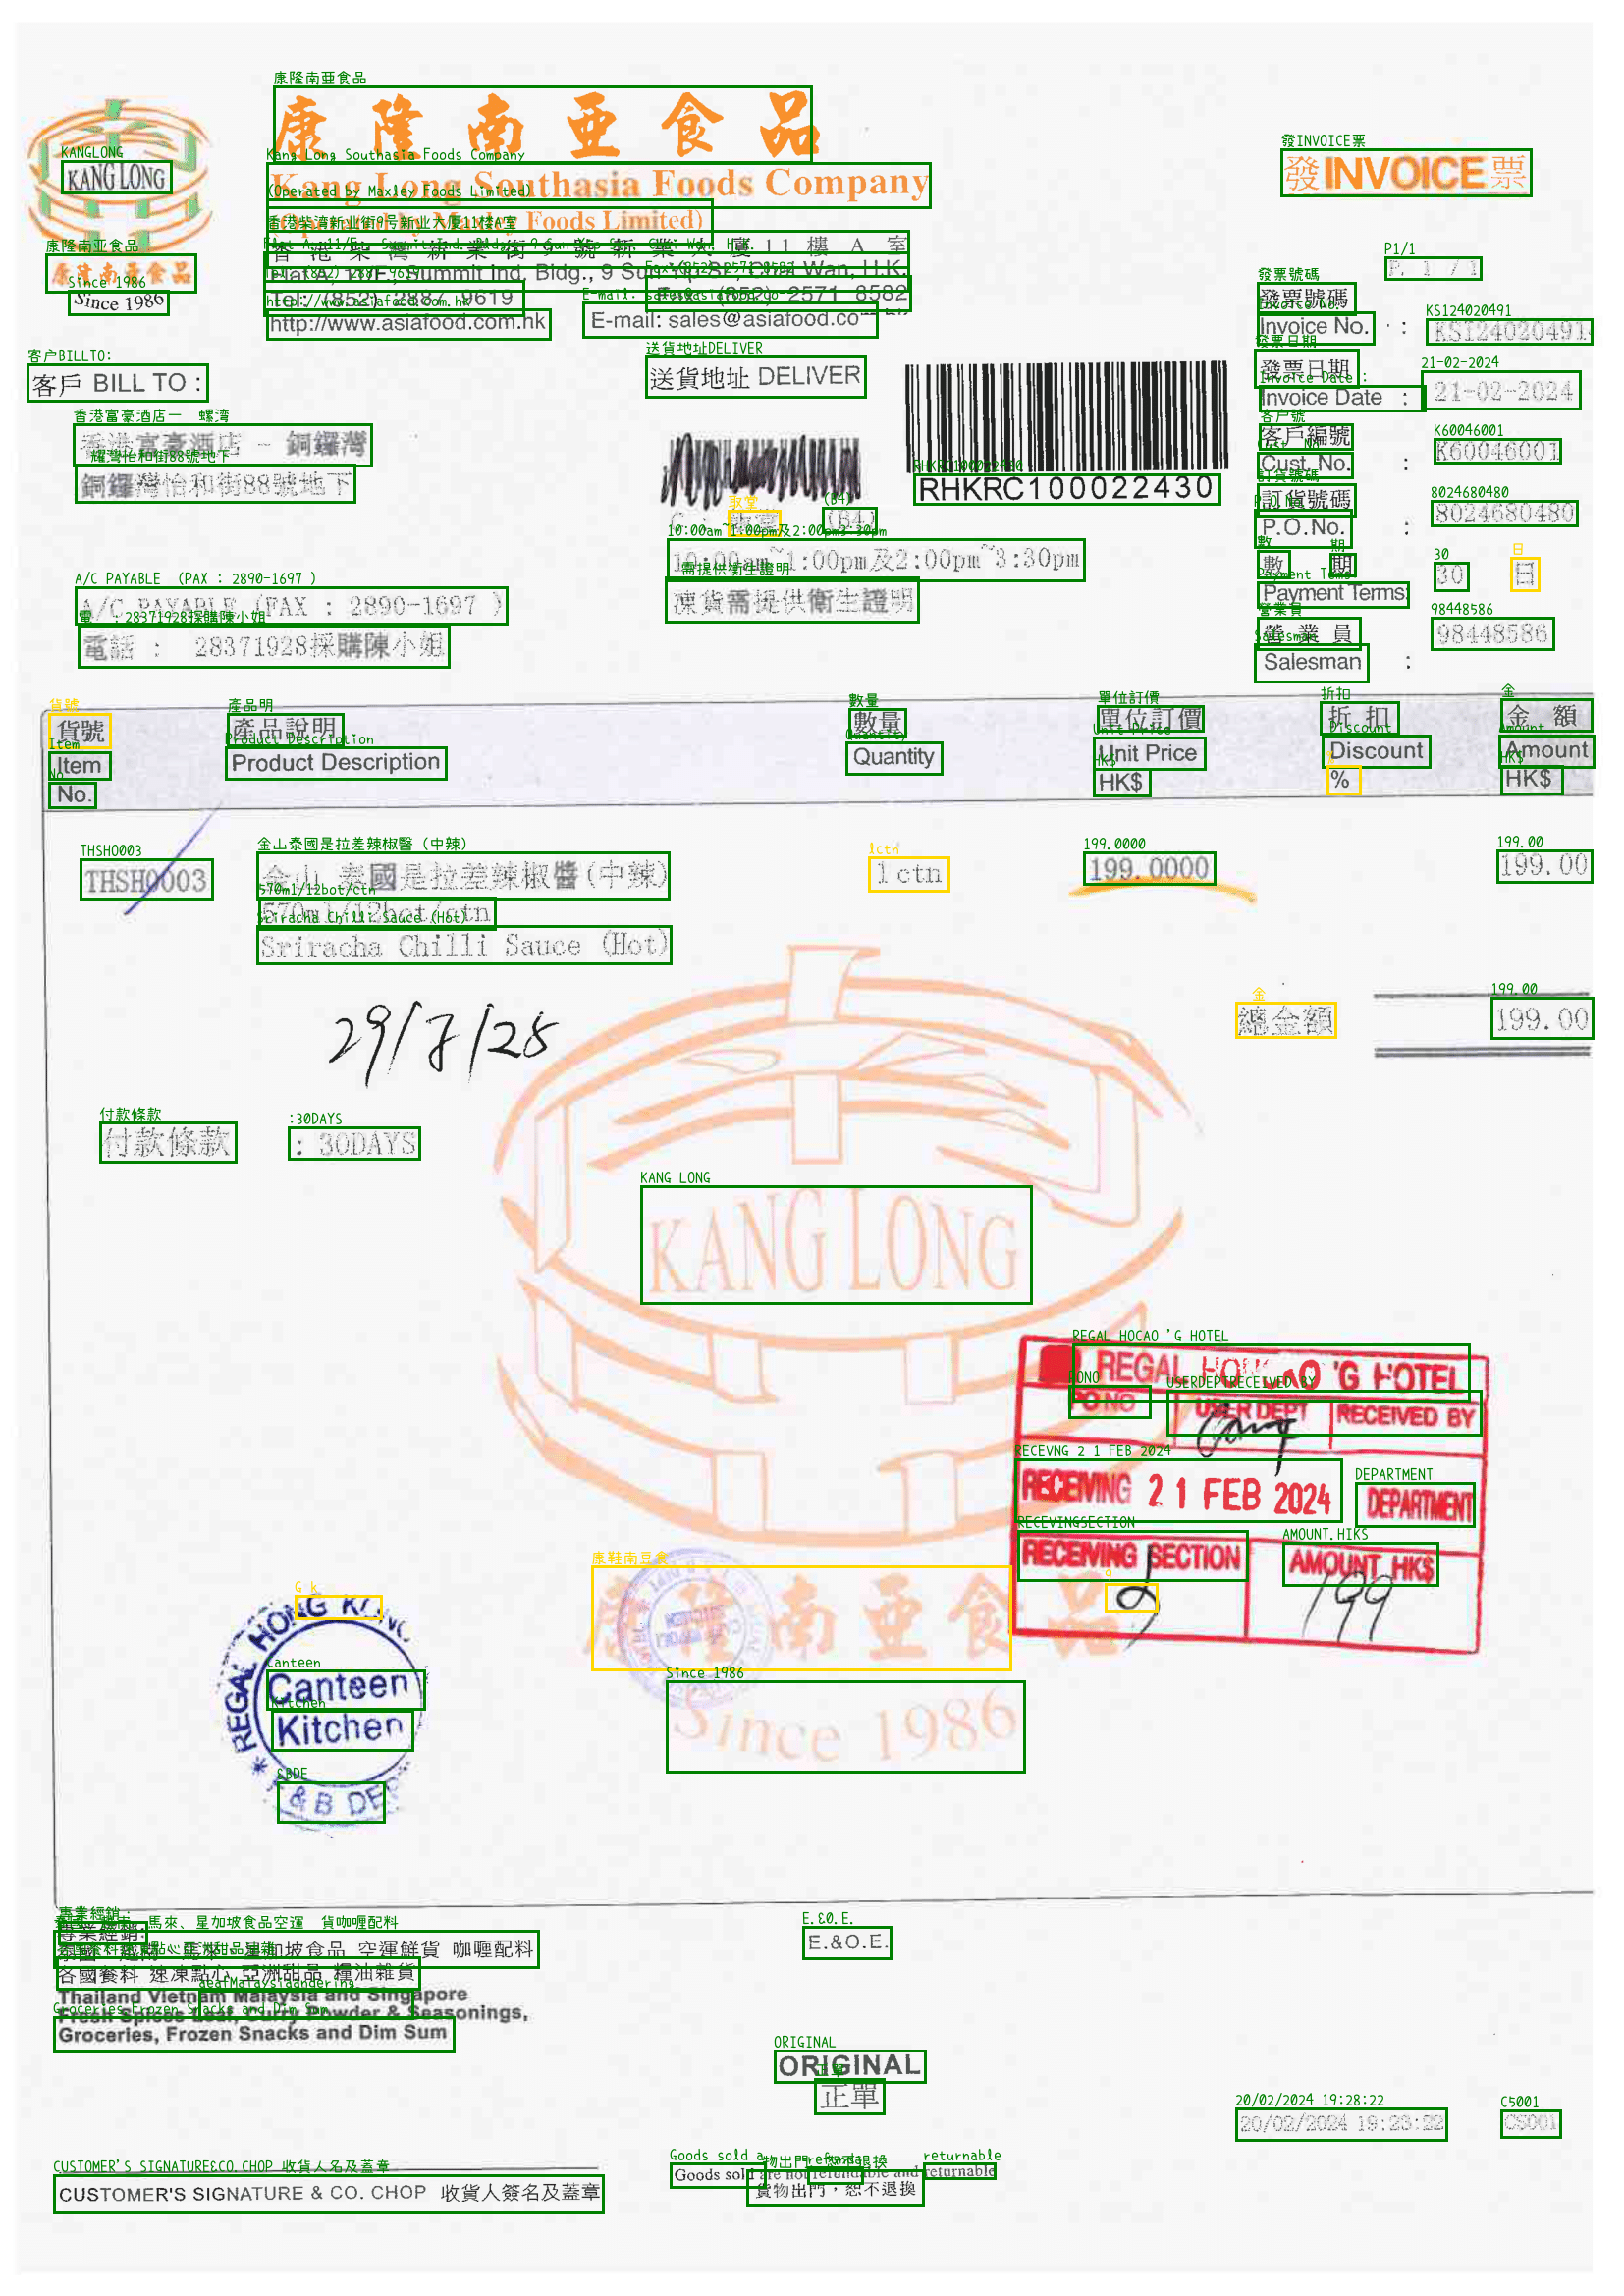 康隆南亜食品
KANG LONG
Kang Long Southasia Foods Company
發INVOICE票
(Operated by Maxley Foods Limited)
香港柴灣新業街9號新業大廈11樓A室
康隆南亜食品
Flat A, 11/F., Summit Ind. Bldg., 9 Sun Yip St., Chai Wan, H.K.
P. 1 / 1
Since 1986
Tel: (852) 2887 9619 Fax: (852) 2571 8582
發票號碼
http://www.asiafood.com.hk E-mail: sales@asiafood.co
Invoice No. : KS124020491
客戶 BILL TO :
送貨地址 DELIVER
發票日期
Invoice Date : 21-02-2024
香港富豪酒店 - 銅鑼灣
客戶編號
Cust. No. : K60046001
銅鑼灣怡和街88號地下
RHKRC100022430
訂貨號碼
(B4)
P.O.No. : 8024680480
10:00am~1:00pm及2:00pm~3:30pm
數 期 30 日
A/C PAYABLE (FAX : 2890-1697 )
凍貨需提供衛生證明
Payment Terms:
電話 : 28371928採購陳小姐
營業員 98448586
Salesman :
貨號 產品說明 數量 單位訂價 折扣 金額
Item Product Description Quantity Unit Price Discount Amount
No. HK$ % HK$
THSH0003 金山 泰國是拉差辣椒醬(中辣) 1 ctn 199.0000 199.00
570ml/12bot/ctn
Sriracha Chilli Sauce (Hot)
總金額 199.00
付款條款 : 30DAYS
KANG LONG
REGAL HO 'G HOTEL
PO NO USER DEPT RECEIVED BY
RECEIVING 21 FEB 2024 DEPARTMENT
RECEIVING SECTION AMOUNT HK$
199
康隆南亜食品
REGAL HONG KONG
Canteen
Kitchen
Since 1986
&B DE
專業經銷:
泰國、越南、馬來、星加坡食品 空運鮮貨 咖喱配料
E.&O.E.
各國餐料 速凍點心 亞洲甜品 糧油雜貨
Thailand Vietnam Malaysia and Singapore
Fresh Spices Leaf, Curry Powder & Seasonings,
Groceries, Frozen Snacks and Dim Sum
ORIGINAL
正單
20/02/2024 19:23:22 CS001
Goods sold are not refundable and returnable
CUSTOMER'S SIGNATURE & CO. CHOP 收貨人簽名及蓋章
貨物出門，恕不退換